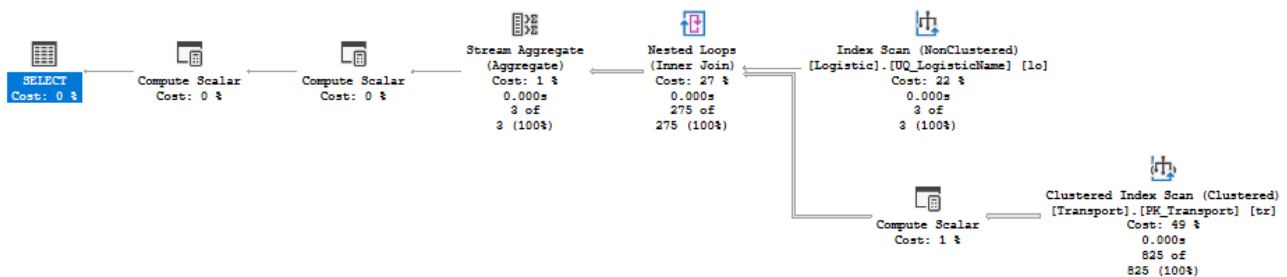 SELECT
Cost: 0 %
Compute Scalar
Cost: 0 %
Compute Scalar
Cost: 0 %
Stream Aggregate
(Aggregate)
Cost: 1 %
0.000s
3 of
3 (100%)
Nested Loops
(Inner Join)
Cost: 27 %
0.000s
275 of
275 (100%)
Index Scan (NonClustered)
[Logistic].[UQ_LogisticName] [lo]
Cost: 22 %
0.000s
3 of
3 (100%)
Compute Scalar
Cost: 1 %
Clustered Index Scan (Clustered)
[Transport].[PK_Transport] [tr]
Cost: 49 %
0.000s
825 of
825 (100%)